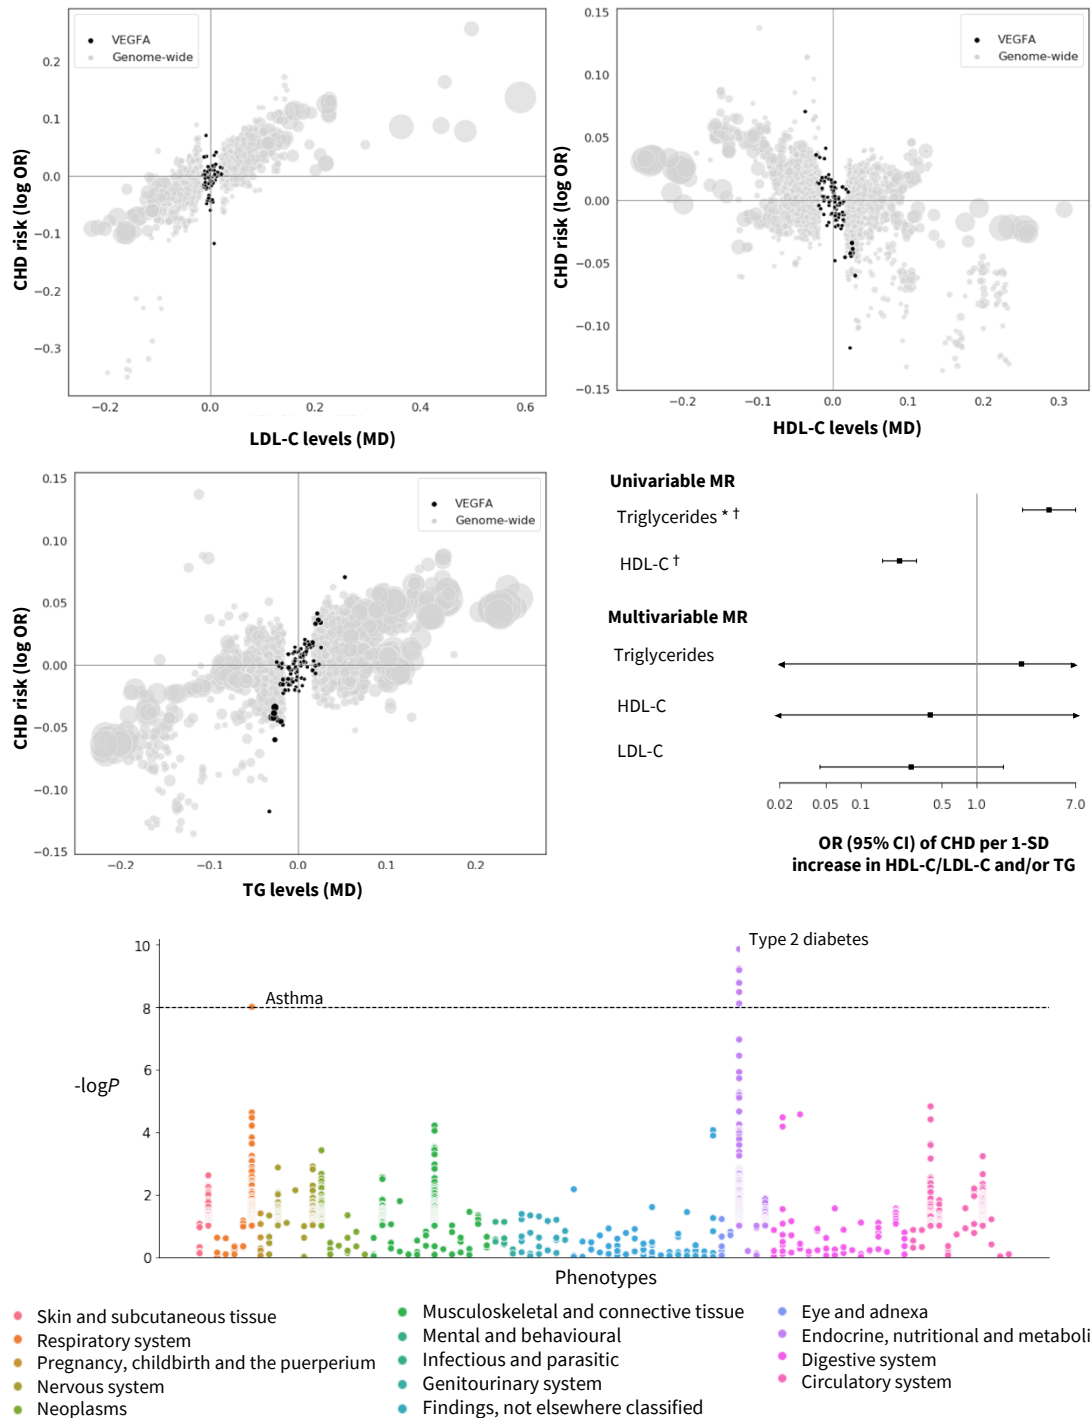 VEGFA
Genome-wide
0.2
0.1
0.0
−0.1
−0.2
−0.3
−0.2
0.0
0.2
0.4
0.6
CHD risk (log OR)
LDL-C levels (MD)
VEGFA
Genome-wide
0.15
0.10
0.05
0.00
−0.05
−0.10
−0.15
−0.2
−0.1
0.0
0.1
0.2
0.3
CHD risk (log OR)
HDL-C levels (MD)
VEGFA
Genome-wide
0.15
0.10
0.05
0.00
−0.05
−0.10
−0.15
−0.2
−0.1
0.0
0.1
0.2
CHD risk (log OR)
TG levels (MD)
Univariable MR
Triglycerides * †
HDL-C †
Multivariable MR
Triglycerides
HDL-C
LDL-C
0.02
0.05
0.1
0.5
1.0
7.0
OR (95% CI) of CHD per 1-SD
increase in HDL-C/LDL-C and/or TG
10
8
6
4
2
0
-logP
Asthma
Type 2 diabetes
Phenotypes
Skin and subcutaneous tissue
Respiratory system
Pregnancy, childbirth and the puerperium
Nervous system
Neoplasms
Musculoskeletal and connective tissue
Mental and behavioural
Infectious and parasitic
Genitourinary system
Findings, not elsewhere classified
Eye and adnexa
Endocrine, nutritional and metaboli
Digestive system
Circulatory system